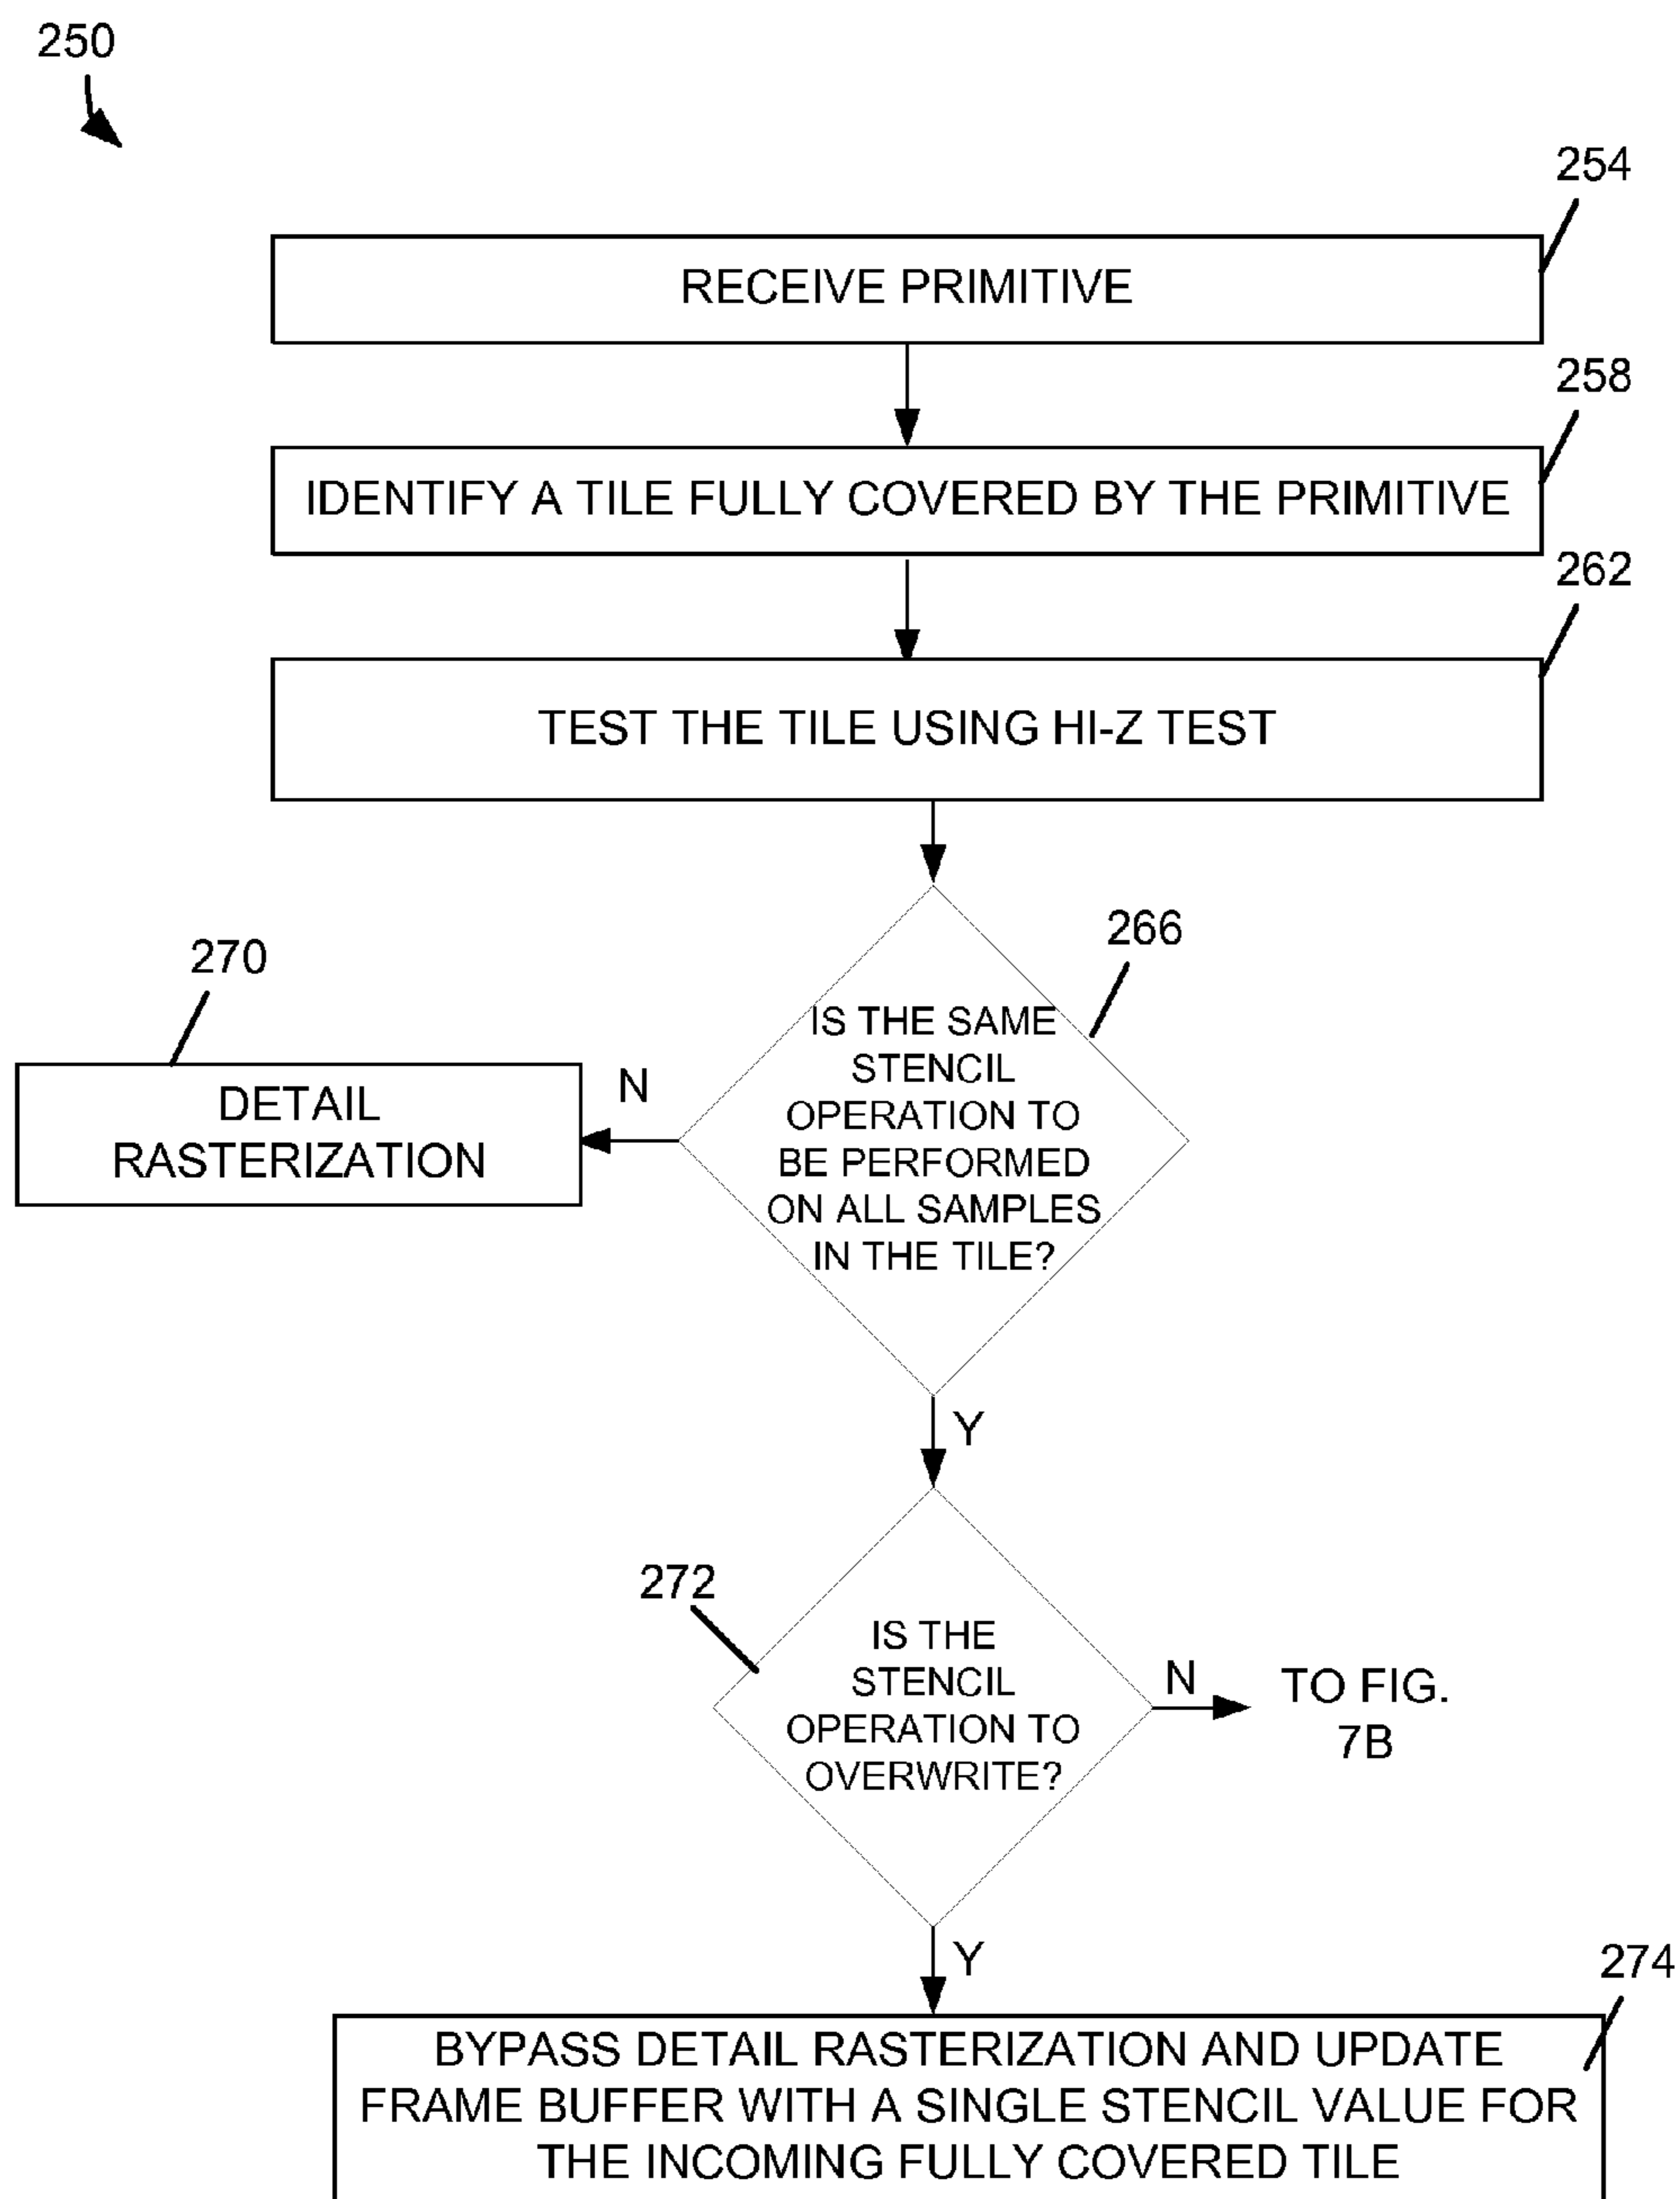 250
254
RECEIVE PRIMITIVE
258
IDENTIFY A TILE FULLY COVERED BY THE PRIMITIVE
262
TEST THE TILE USING HI-Z TEST
266
IS THE SAME
STENCIL
OPERATION TO
BE PERFORMED
ON ALL SAMPLES
IN THE TILE?
270
N
DETAIL
RASTERIZATION
Y
272
IS THE
STENCIL
OPERATION TO
OVERWRITE?
N
TO FIG.
7B
Y
274
BYPASS DETAIL RASTERIZATION AND UPDATE
FRAME BUFFER WITH A SINGLE STENCIL VALUE FOR
THE INCOMING FULLY COVERED TILE